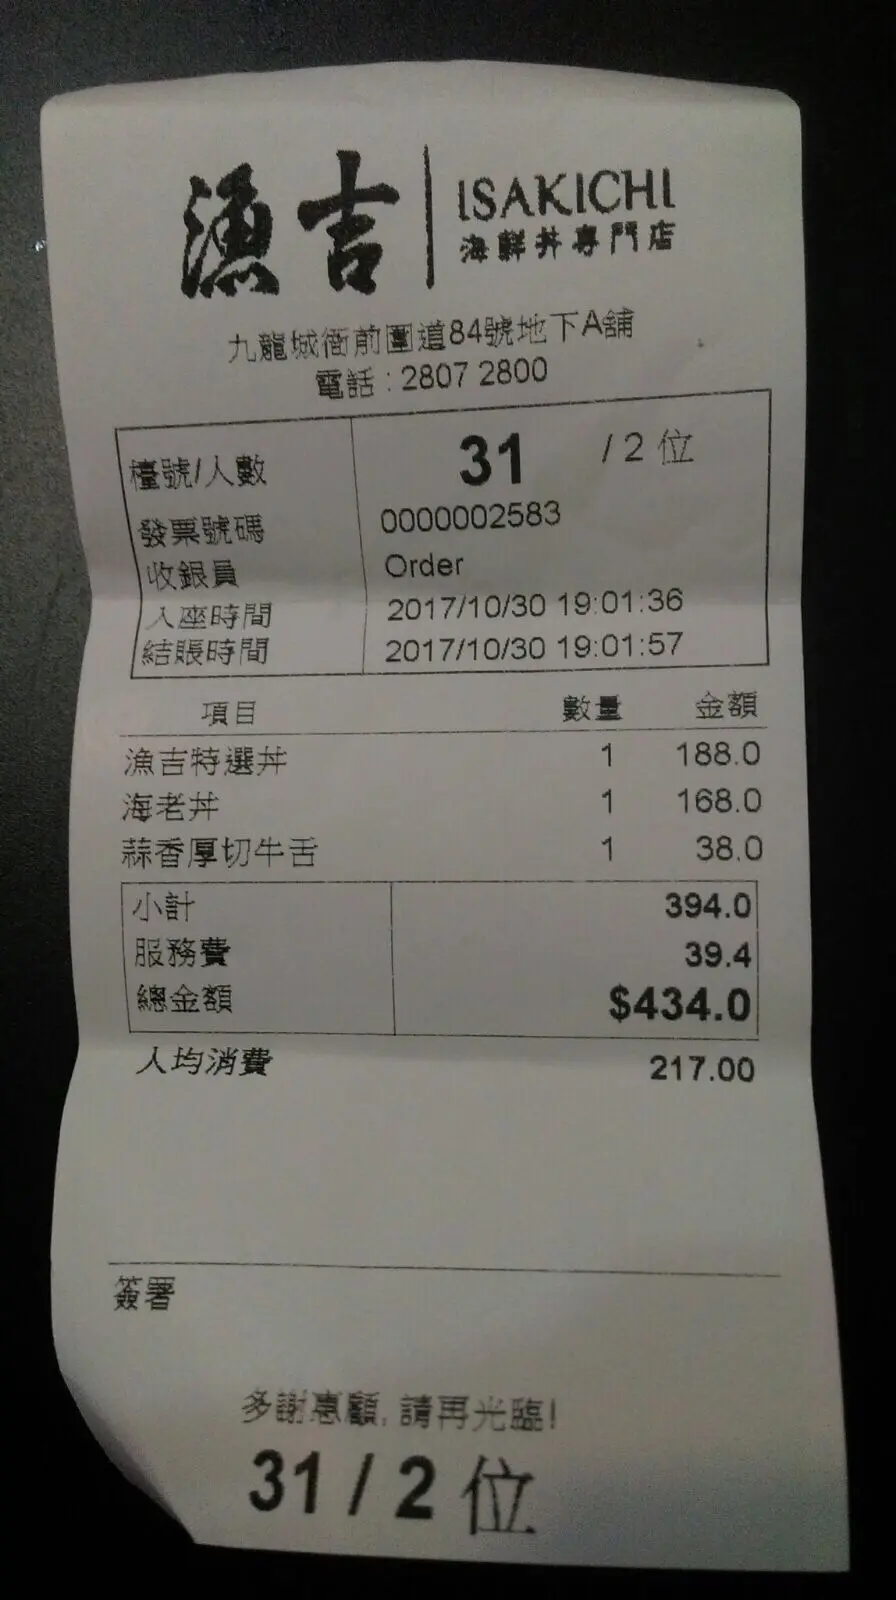 漁吉 ISAKICHI
海鮮丼専門店
九龍城衙前圍道84號地下A舖
電話 : 2807 2800
檯號/人數 31 / 2 位
發票號碼 0000002583
收銀員 Order
入座時間 2017/10/30 19:01:36
結賬時間 2017/10/30 19:01:57
項目 數量 金額
漁吉特選丼 1 188.0
海老丼 1 168.0
蒜香厚切牛舌 1 38.0
小計 394.0
服務費 39.4
總金額 $434.0
人均消費 217.00
簽署
多謝惠顧, 請再光臨!
31 / 2 位